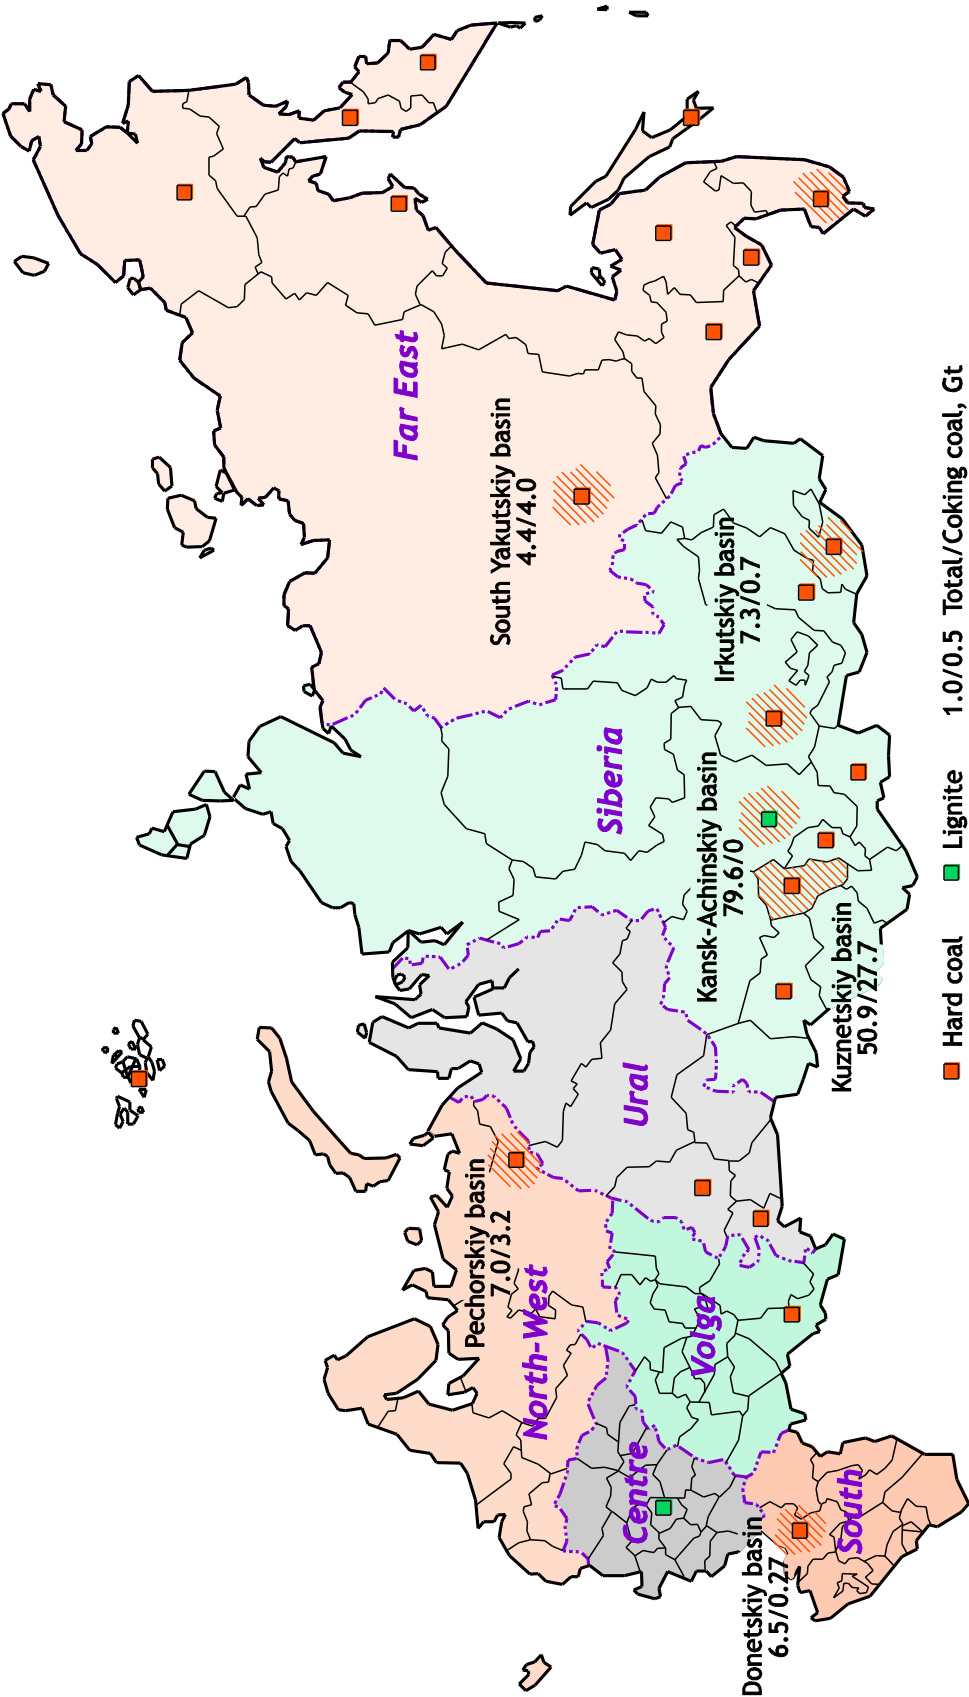 Pechorskiy basin
7.0/3.2
North-West
Centre
Volga
Donetskiy basin
6.5/0.27
South
Ural
Siberia
Kansk-Achinskiy basin
79.6/0
Kuznetskiy basin
50.9/27.7
Irkutskiy basin
7.3/0.7
Far East
South Yakutskiy basin
4.4/4.0
Hard coal Lignite 1.0/0.5 Total/Coking coal, Gt